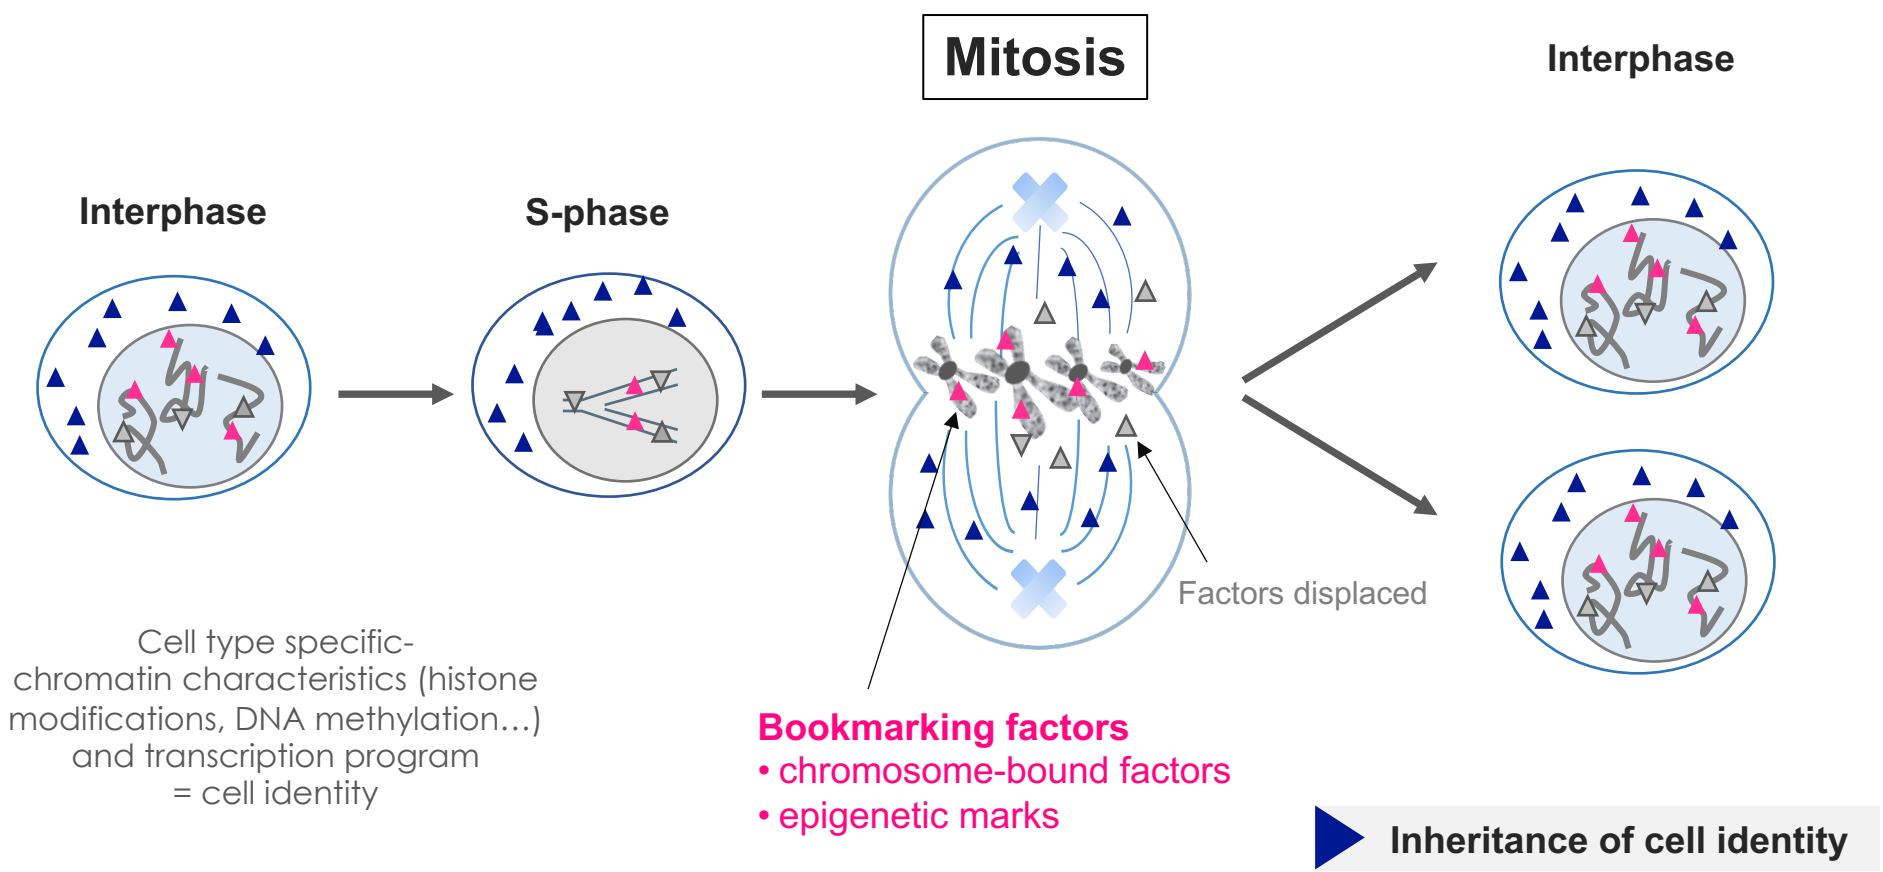 Mitosis
Interphase
Interphase
S-phase
Factors displaced
Cell type specific-
chromatin characteristics (histone
modifications, DNA methylation...)
and transcription program
= cell identity
Bookmarking factors
• chromosome-bound factors
• epigenetic marks
Inheritance of cell identity